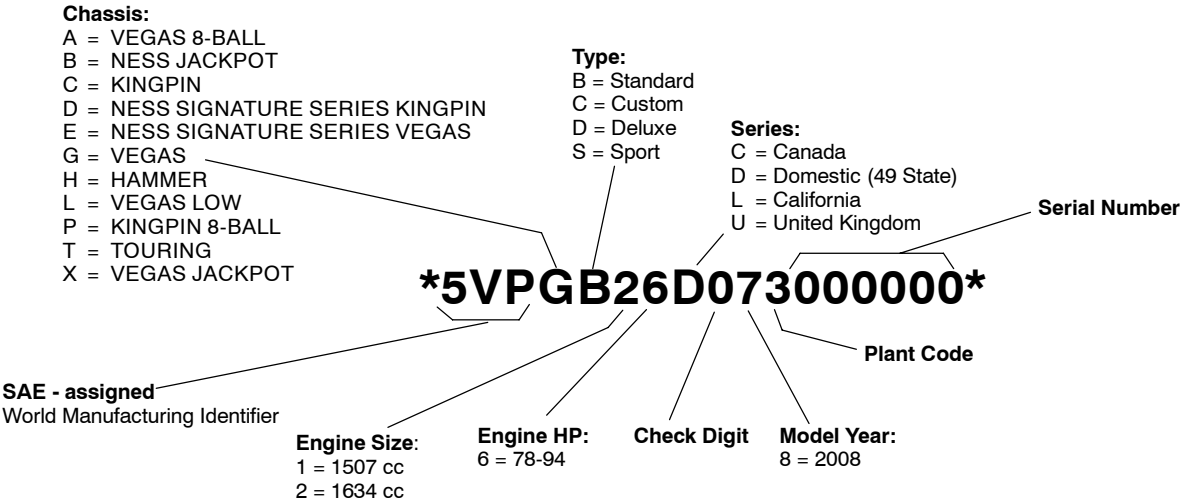 Chassis:
A = VEGAS 8-BALL
B = NESS JACKPOT
C = KINGPIN
D = NESS SIGNATURE SERIES KINGPIN
E = NESS SIGNATURE SERIES VEGAS
G = VEGAS
H = HAMMER
L = VEGAS LOW
P = KINGPIN 8-BALL
T = TOURING
X = VEGAS JACKPOT
Type:
B = Standard
C = Custom
D = Deluxe
S = Sport
Series:
C = Canada
D = Domestic (49 State)
L = California
U = United Kingdom
Serial Number
*5VPGB26D073000000*
Plant Code
SAE - assigned
World Manufacturing Identifier
Engine Size:
1 = 1507 cc
2 = 1634 cc
Engine HP:
6 = 78-94
Check Digit
Model Year:
8 = 2008